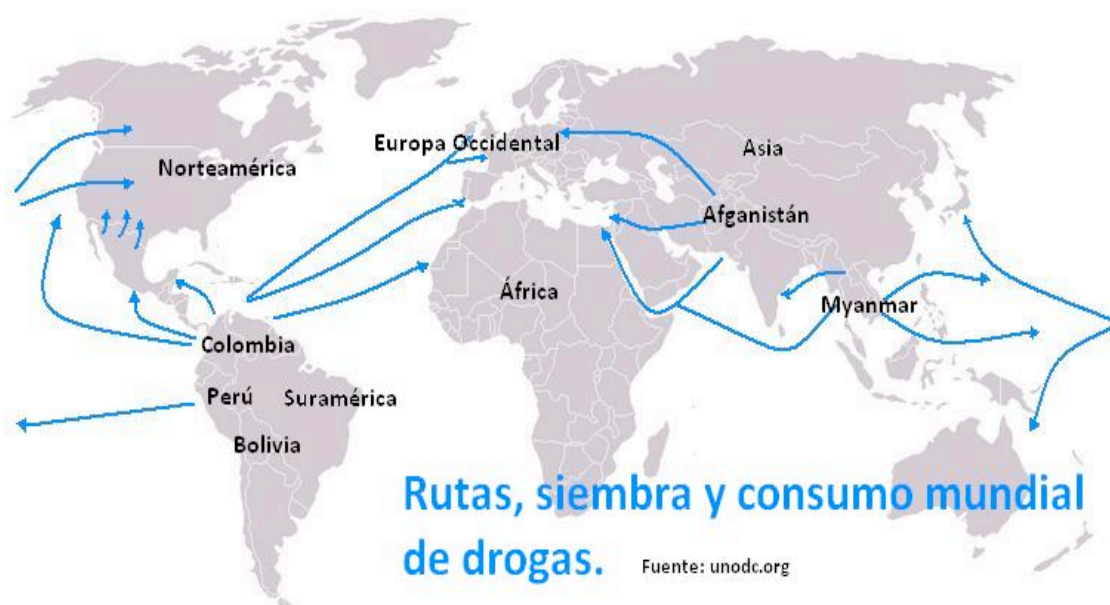 Europa Occidental
Asia
Norteamérica
Afganistán
África
Myanmar
Colombia
Perú
Suramérica
Bolivia
Rutas, siembra y consumo mundial
de drogas.
Fuente: unodc.org